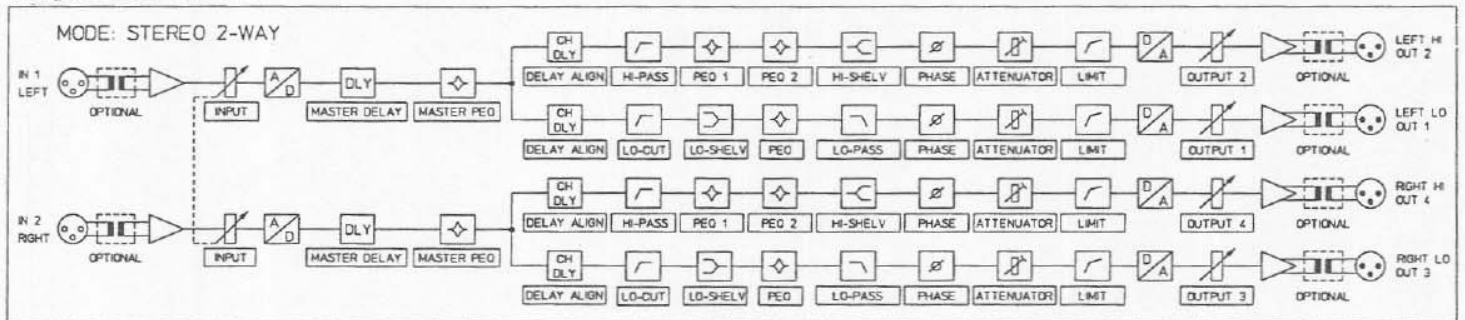 MODE: STEREO 2-WAY
CH DLY
D A
LEFT HI OUT 2
DELAY ALIGN HI-PASS PEQ 1 PEQ 2 HI-SHELV PHASE ATTENUATOR LIMIT OUTPUT 2 OPTIONAL
IN 1 LEFT
A D
DLY
OPTIONAL INPUT MASTER DELAY MASTER PEQ
CH DLY
D A
LEFT LO OUT 1
DELAY ALIGN LO-CUT LO-SHELV PEQ LO-PASS PHASE ATTENUATOR LIMIT OUTPUT 1 OPTIONAL
CH DLY
D A
RIGHT HI OUT 4
DELAY ALIGN HI-PASS PEQ 1 PEQ 2 HI-SHELV PHASE ATTENUATOR LIMIT OUTPUT 4 OPTIONAL
IN 2 RIGHT
A D
DLY
OPTIONAL INPUT MASTER DELAY MASTER PEQ
CH DLY
D A
RIGHT LO OUT 3
DELAY ALIGN LO-CUT LO-SHELV PEQ LO-PASS PHASE ATTENUATOR LIMIT OUTPUT 3 OPTIONAL